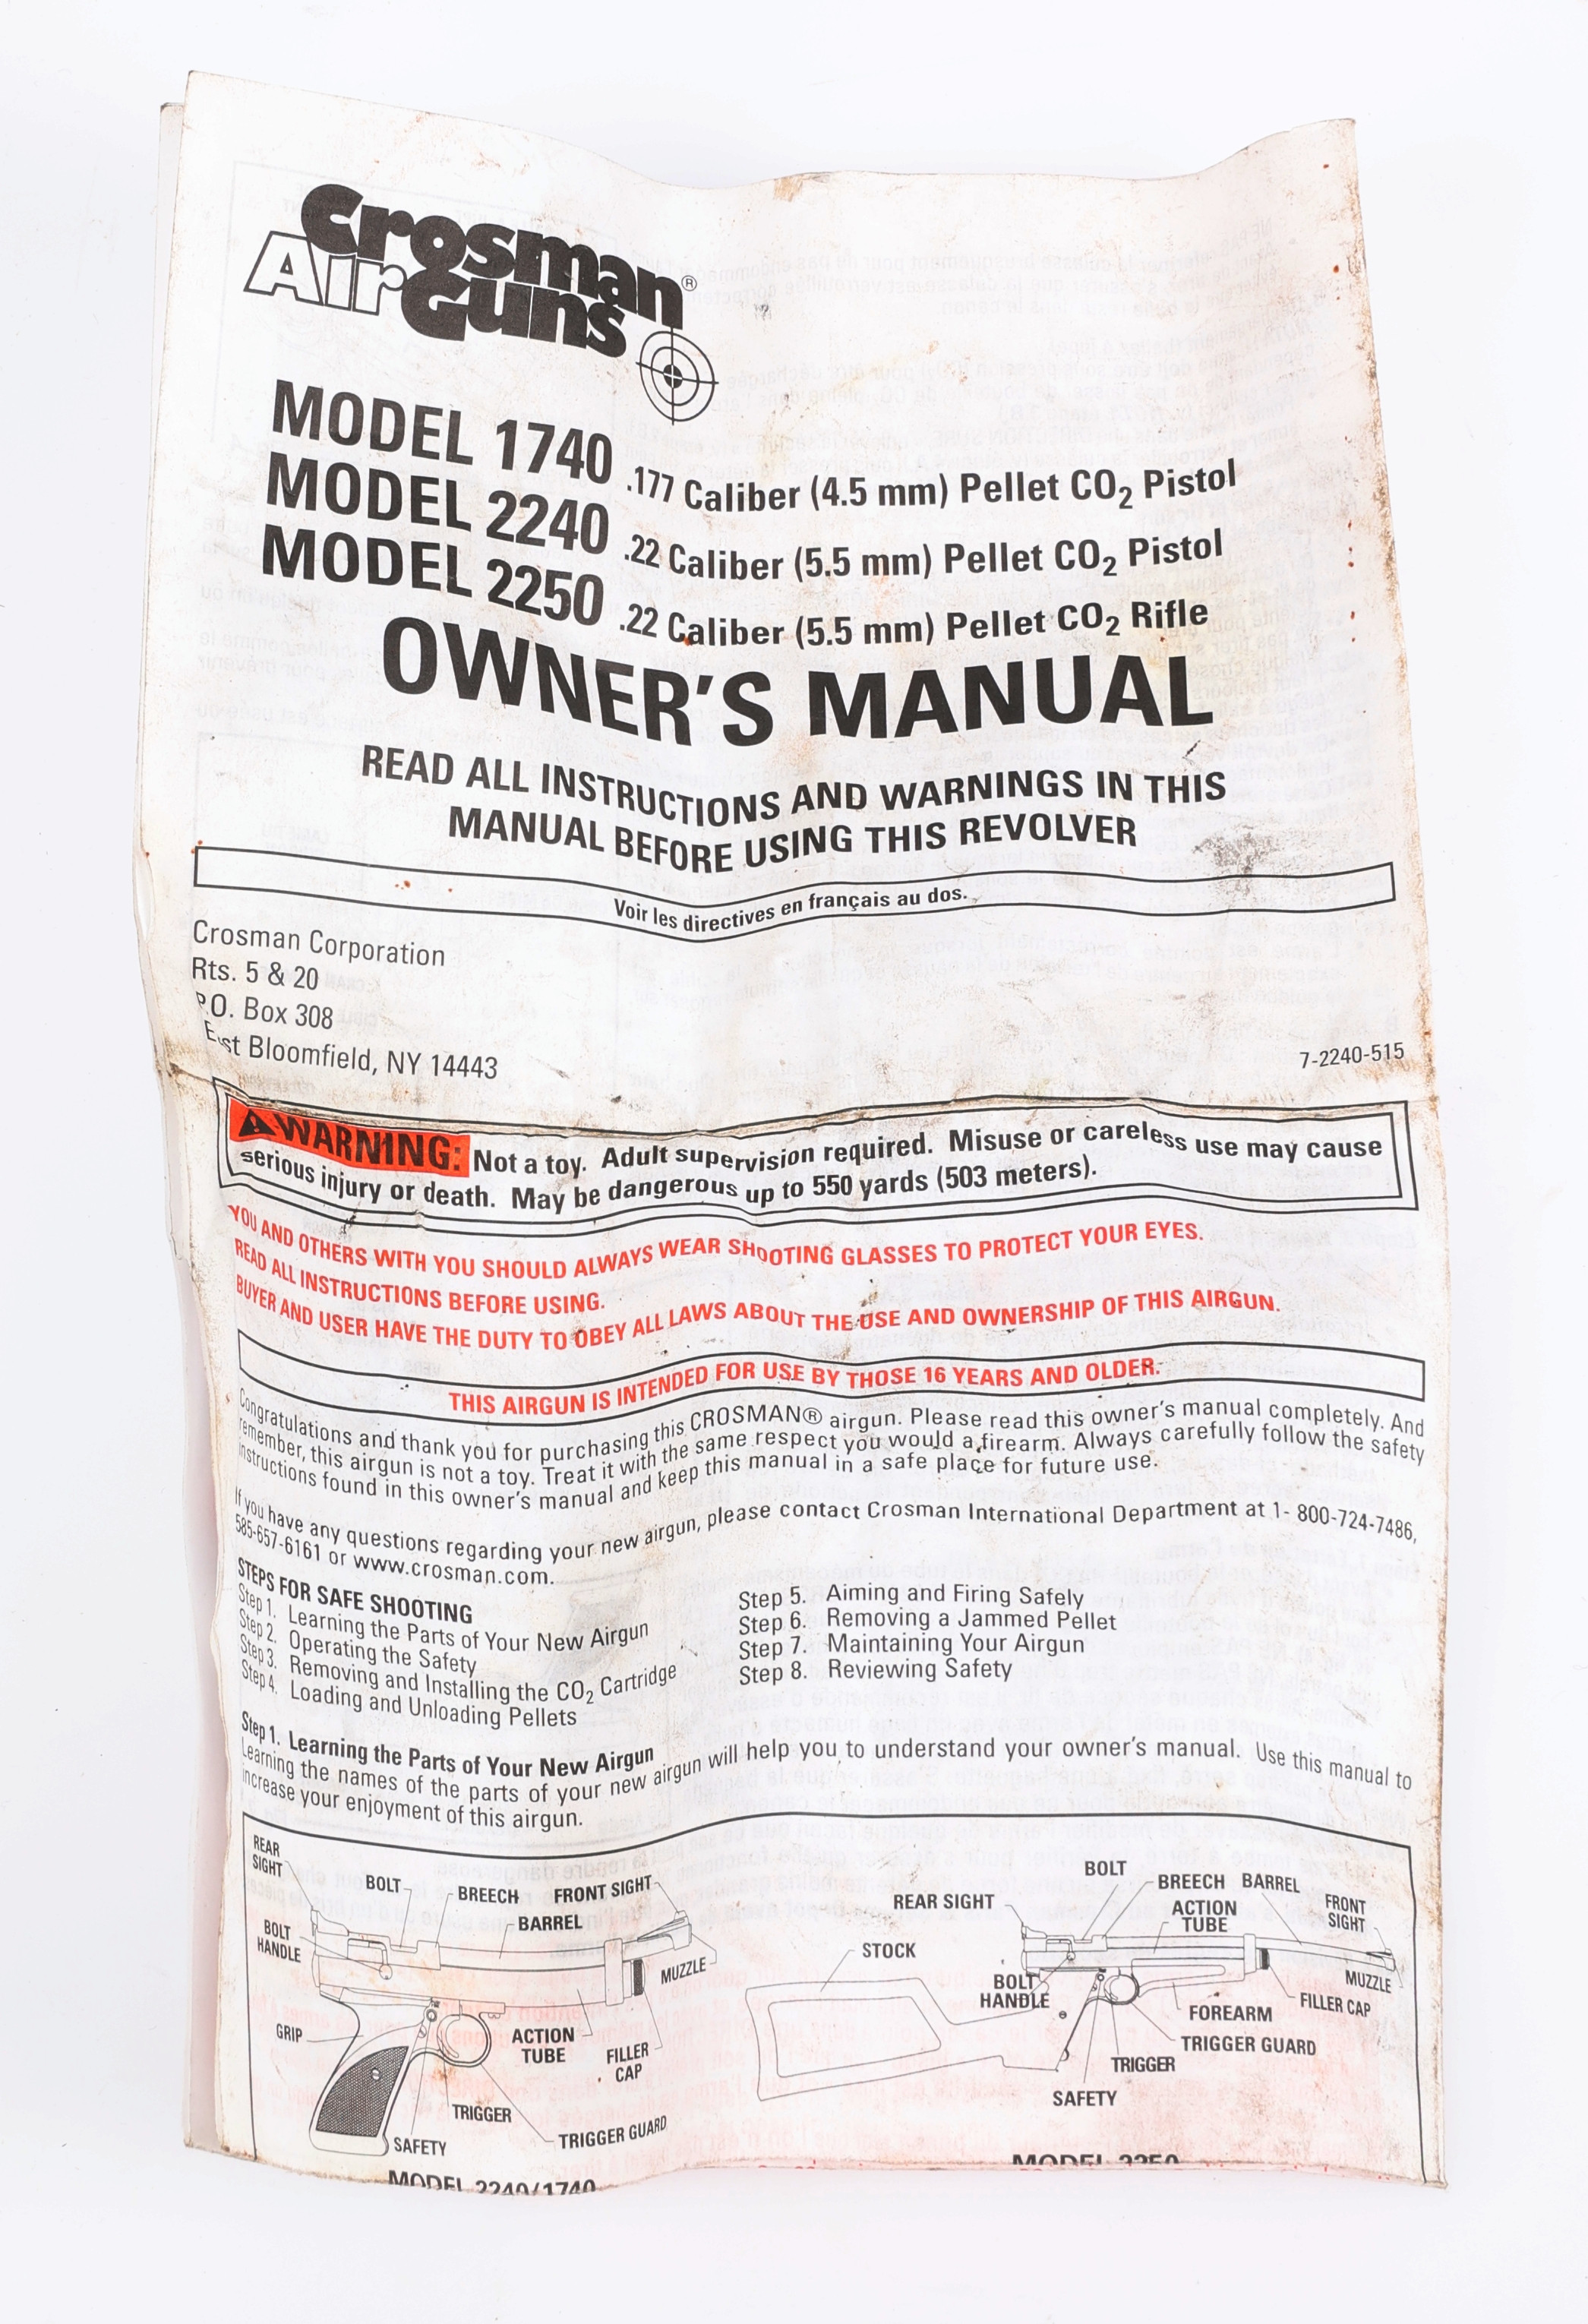 Crosman®
Air Guns
MODEL 1740 .177 Caliber (4.5 mm) Pellet CO2 Pistol
MODEL 2240 .22 Caliber (5.5 mm) Pellet CO2 Pistol
MODEL 2250 .22 Caliber (5.5 mm) Pellet CO2 Rifle
OWNER'S MANUAL
READ ALL INSTRUCTIONS AND WARNINGS IN THIS
MANUAL BEFORE USING THIS REVOLVER
Voir les directives en français au dos.
Crosman Corporation
Rts. 5 & 20
P.O. Box 308
East Bloomfield, NY 14443
7-2240-515
WARNING: Not a toy. Adult supervision required. Misuse or careless use may cause
serious injury or death. May be dangerous up to 550 yards (503 meters).
YOU AND OTHERS WITH YOU SHOULD ALWAYS WEAR SHOOTING GLASSES TO PROTECT YOUR EYES.
READ ALL INSTRUCTIONS BEFORE USING.
BUYER AND USER HAVE THE DUTY TO OBEY ALL LAWS ABOUT THE USE AND OWNERSHIP OF THIS AIRGUN.
THIS AIRGUN IS INTENDED FOR USE BY THOSE 16 YEARS AND OLDER.
Congratulations and thank you for purchasing this CROSMAN® airgun. Please read this owner's manual completely. And
remember, this airgun is not a toy. Treat it with the same respect you would a firearm. Always carefully follow the safety
instructions found in this owner's manual and keep this manual in a safe place for future use.
If you have any questions regarding your new airgun, please contact Crosman International Department at 1- 800-724-7486,
585-657-6161 or www.crosman.com.
STEPS FOR SAFE SHOOTING
Step 1. Learning the Parts of Your New Airgun
Step 2. Operating the Safety
Step 3. Removing and Installing the CO2 Cartridge
Step 4. Loading and Unloading Pellets
Step 5. Aiming and Firing Safely
Step 6. Removing a Jammed Pellet
Step 7. Maintaining Your Airgun
Step 8. Reviewing Safety
Step 1. Learning the Parts of Your New Airgun
Learning the names of the parts of your new airgun will help you to understand your owner's manual. Use this manual to
increase your enjoyment of this airgun.
REAR
SIGHT
BOLT
BREECH
FRONT SIGHT
BARREL
BOLT
HANDLE
MUZZLE
GRIP
ACTION
TUBE
FILLER
CAP
TRIGGER
TRIGGER GUARD
SAFETY
MODEL 2240/1740
BOLT
BREECH
BARREL
REAR SIGHT
ACTION
TUBE
FRONT
SIGHT
STOCK
BOLT
HANDLE
MUZZLE
FILLER CAP
FOREARM
TRIGGER GUARD
TRIGGER
SAFETY
MODEL 2250